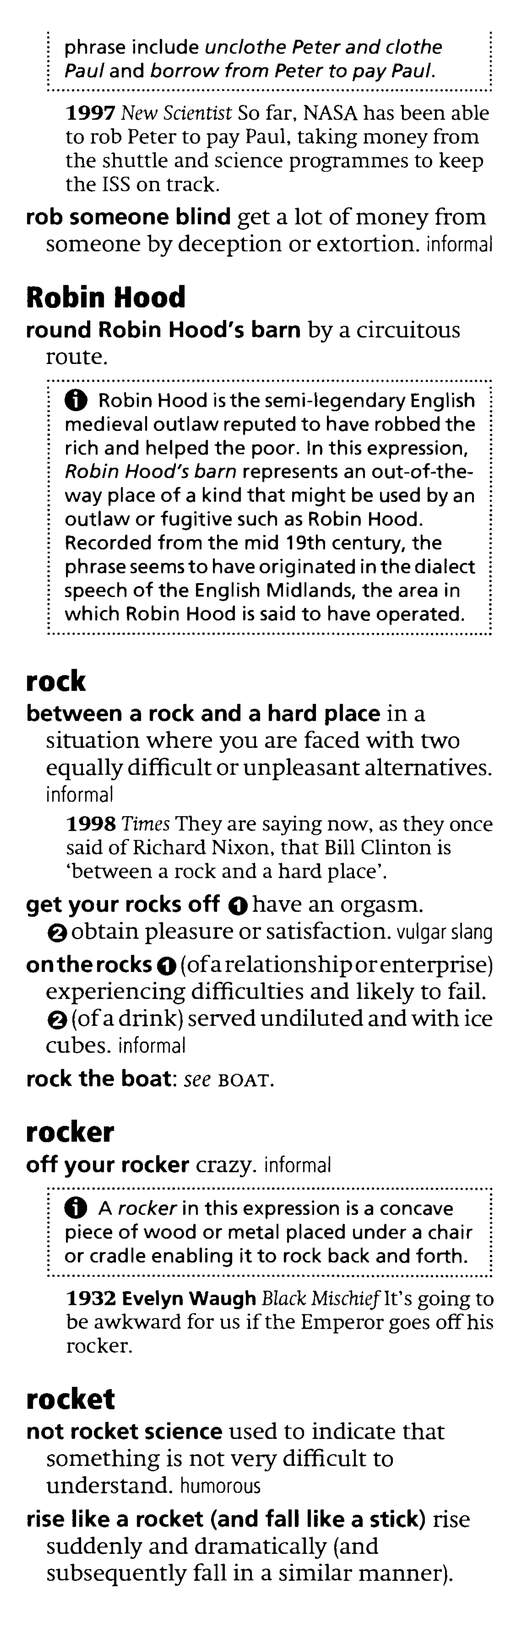 phrase include unclothe Peter and clothe
Paul and borrow from Peter to pay Paul.
1997 New Scientist So far, NASA has been able
to rob Peter to pay Paul, taking money from
the shuttle and science programmes to keep
the ISS on track.
rob someone blind get a lot of money from
someone by deception or extortion. informal
Robin Hood
round Robin Hood's barn by a circuitous
route.
i Robin Hood is the semi-legendary English
medieval outlaw reputed to have robbed the
rich and helped the poor. In this expression,
Robin Hood's barn represents an out-of-the-
way place of a kind that might be used by an
outlaw or fugitive such as Robin Hood.
Recorded from the mid 19th century, the
phrase seems to have originated in the dialect
speech of the English Midlands, the area in
which Robin Hood is said to have operated.
rock
between a rock and a hard place in a
situation where you are faced with two
equally difficult or unpleasant alternatives.
informal
1998 Times They are saying now, as they once
said of Richard Nixon, that Bill Clinton is
‘between a rock and a hard place’.
get your rocks off ❶ have an orgasm.
❷ obtain pleasure or satisfaction. vulgar slang
on the rocks ❶ (of a relationship or enterprise)
experiencing difficulties and likely to fail.
❷ (of a drink) served undiluted and with ice
cubes. informal
rock the boat: see BOAT.
rocker
off your rocker crazy. informal
i A rocker in this expression is a concave
piece of wood or metal placed under a chair
or cradle enabling it to rock back and forth.
1932 Evelyn Waugh Black Mischief It's going to
be awkward for us if the Emperor goes off his
rocker.
rocket
not rocket science used to indicate that
something is not very difficult to
understand. humorous
rise like a rocket (and fall like a stick) rise
suddenly and dramatically (and
subsequently fall in a similar manner).